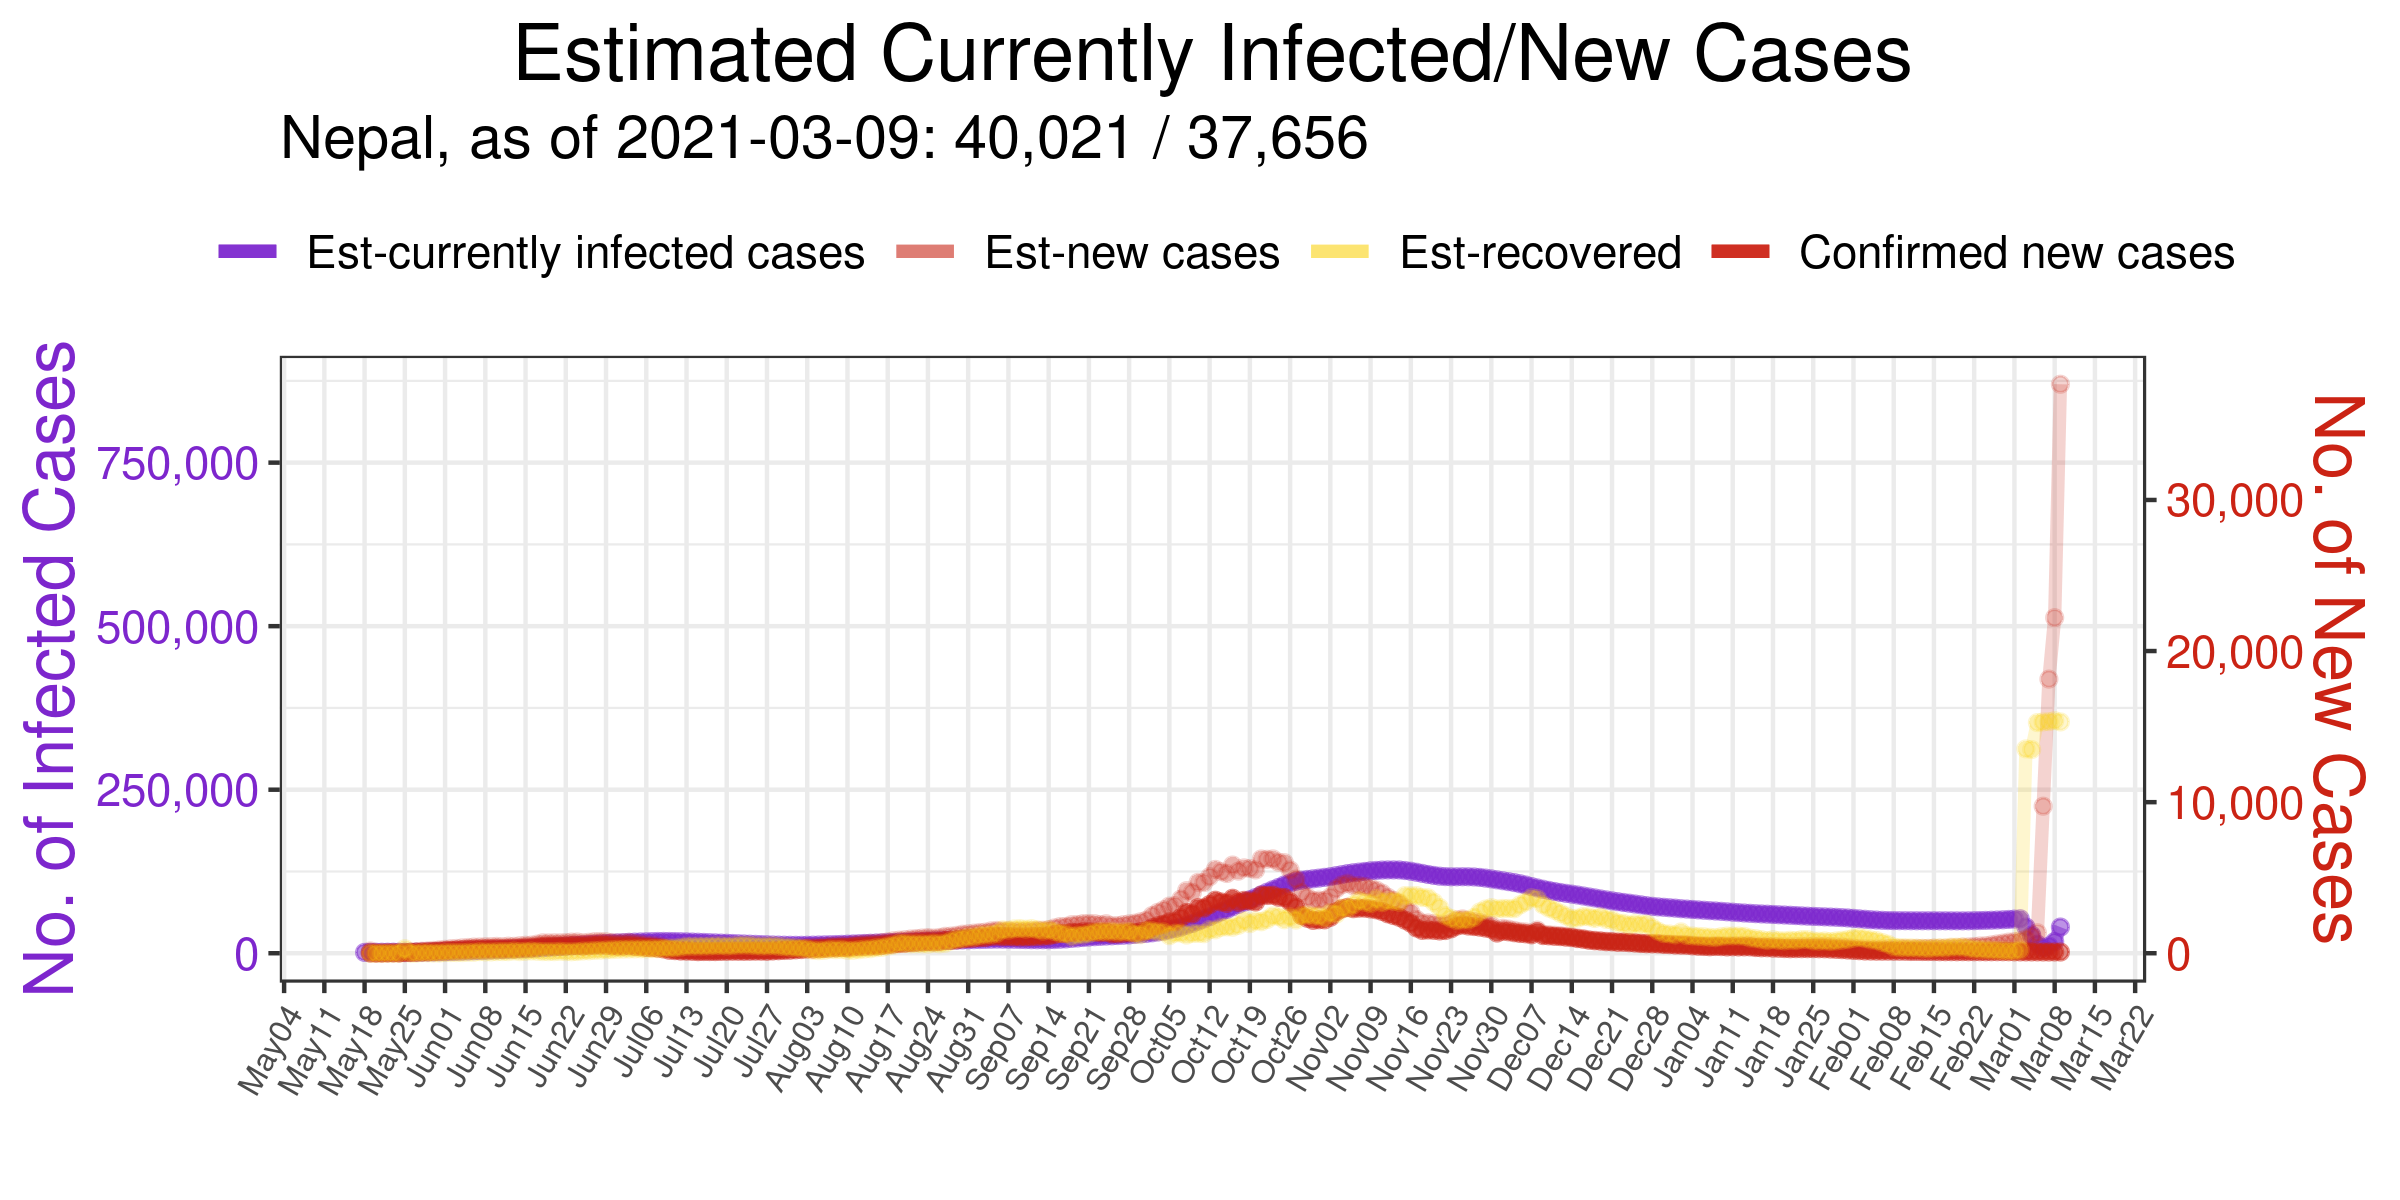 Estimated Currently Infected/New Cases
Nepal, as of 2021-03-09: 40,021 / 37,656
Est-currently infected cases Est-new cases Est-recovered Confirmed new cases
No. of Infected Cases
750,000
500,000
250,000
0
30,000
20,000
10,000
0
No. of New Cases
May04 May11 May18 May25 Jun01 Jun08 Jun15 Jun22 Jun29 Jul06 Jul13 Jul20 Jul27 Aug03 Aug10 Aug17 Aug24 Aug31 Sep07 Sep14 Sep21 Sep28 Oct05 Oct12 Oct19 Oct26 Nov02 Nov09 Nov16 Nov23 Nov30 Dec07 Dec14 Dec21 Dec28 Jan04 Jan11 Jan18 Jan25 Feb01 Feb08 Feb15 Feb22 Mar01 Mar08 Mar15 Mar22